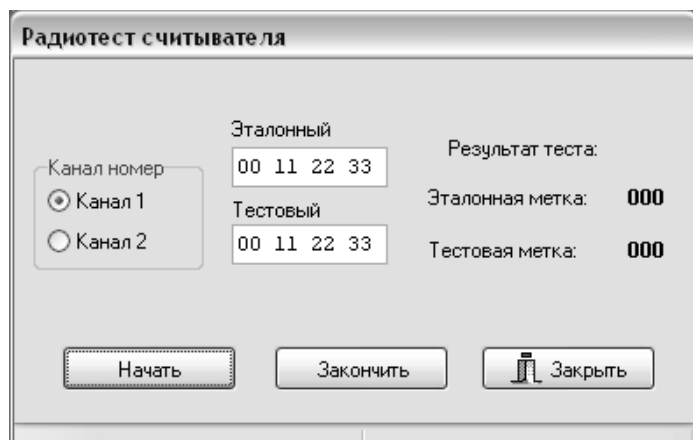 Радиотест считывателя
Эталонный
00 11 22 33
Канал номер
Канал 1
Канал 2
Тестовый
00 11 22 33
Результат теста:
Эталонная метка: 000
Тестовая метка: 000
Начать
Закончить
Закрыть